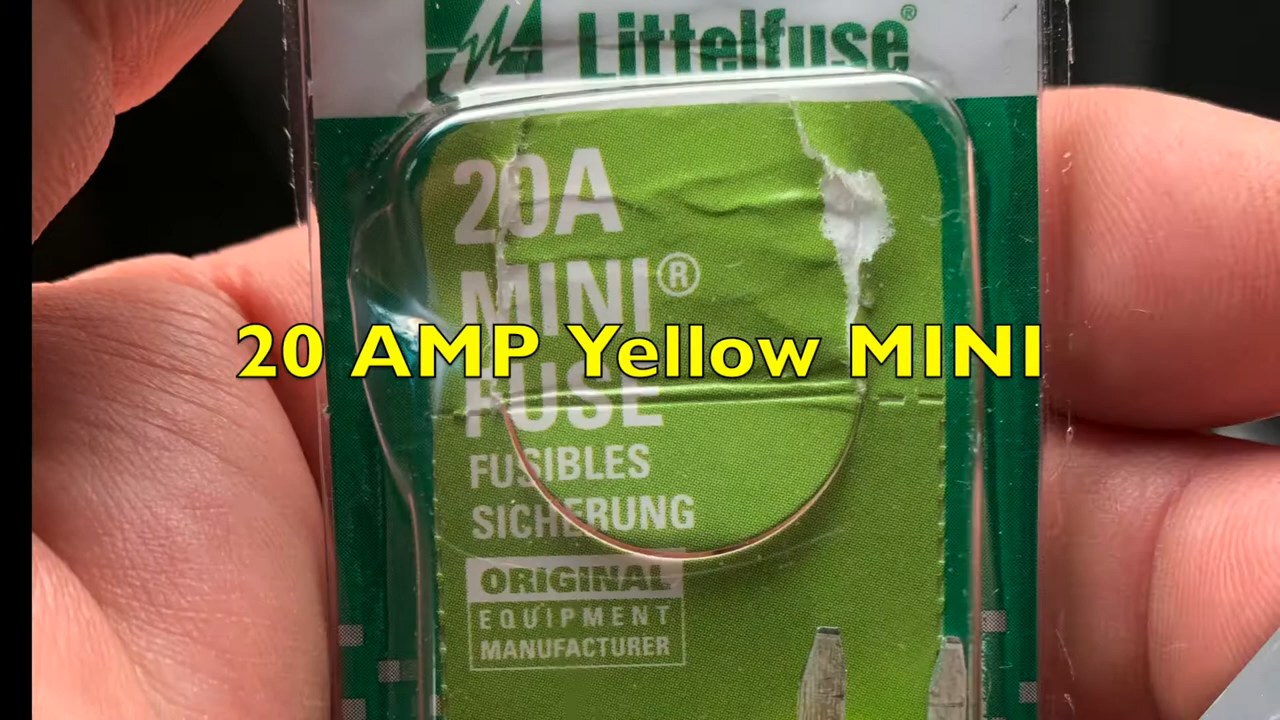 Littelfuse®
20A
MINI®
20 AMP Yellow MINI
FUSE
FUSIBLES
SICHERUNG
ORIGINAL
EQUIPMENT
MANUFACTURER